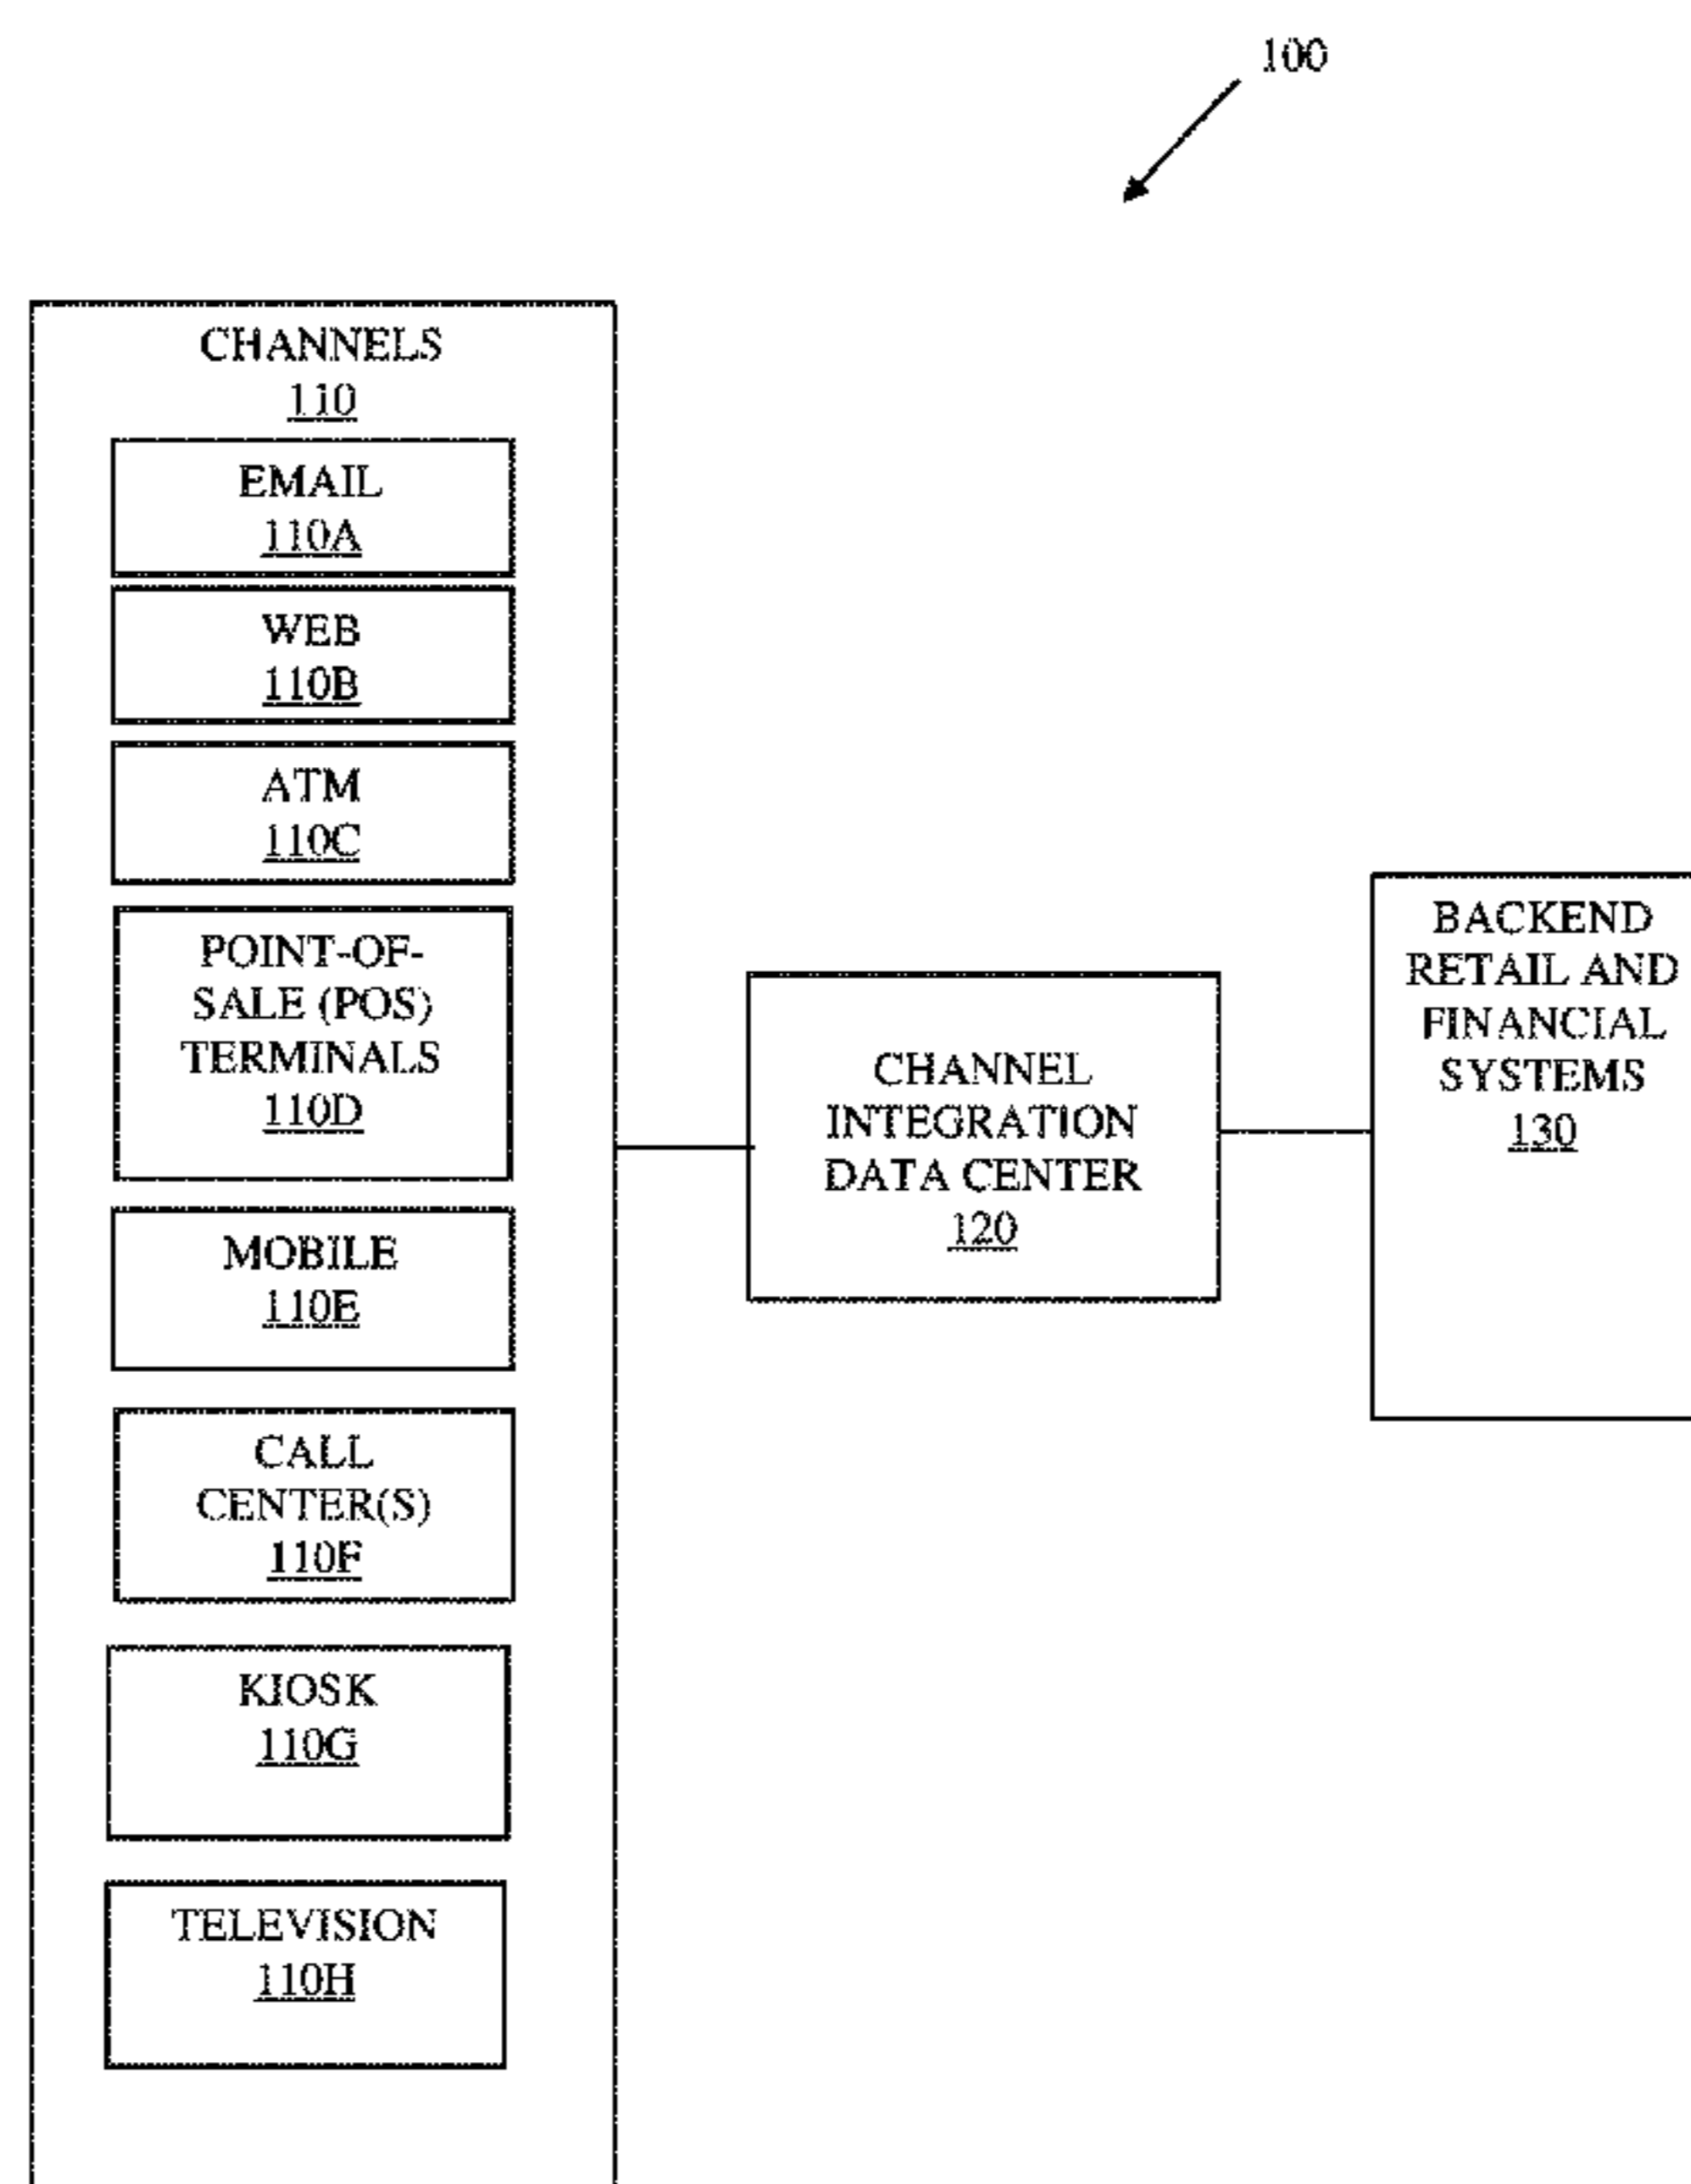 100
CHANNELS
110
EMAIL
110A
WEB
110B
ATM
110C
POINT-OF-
SALE (POS)
TERMINALS
110D
MOBILE
110E
CALL
CENTER(S)
110F
KIOSK
110G
TELEVISION
110H
CHANNEL
INTEGRATION
DATA CENTER
120
BACKEND
RETAIL AND
FINANCIAL
SYSTEMS
130